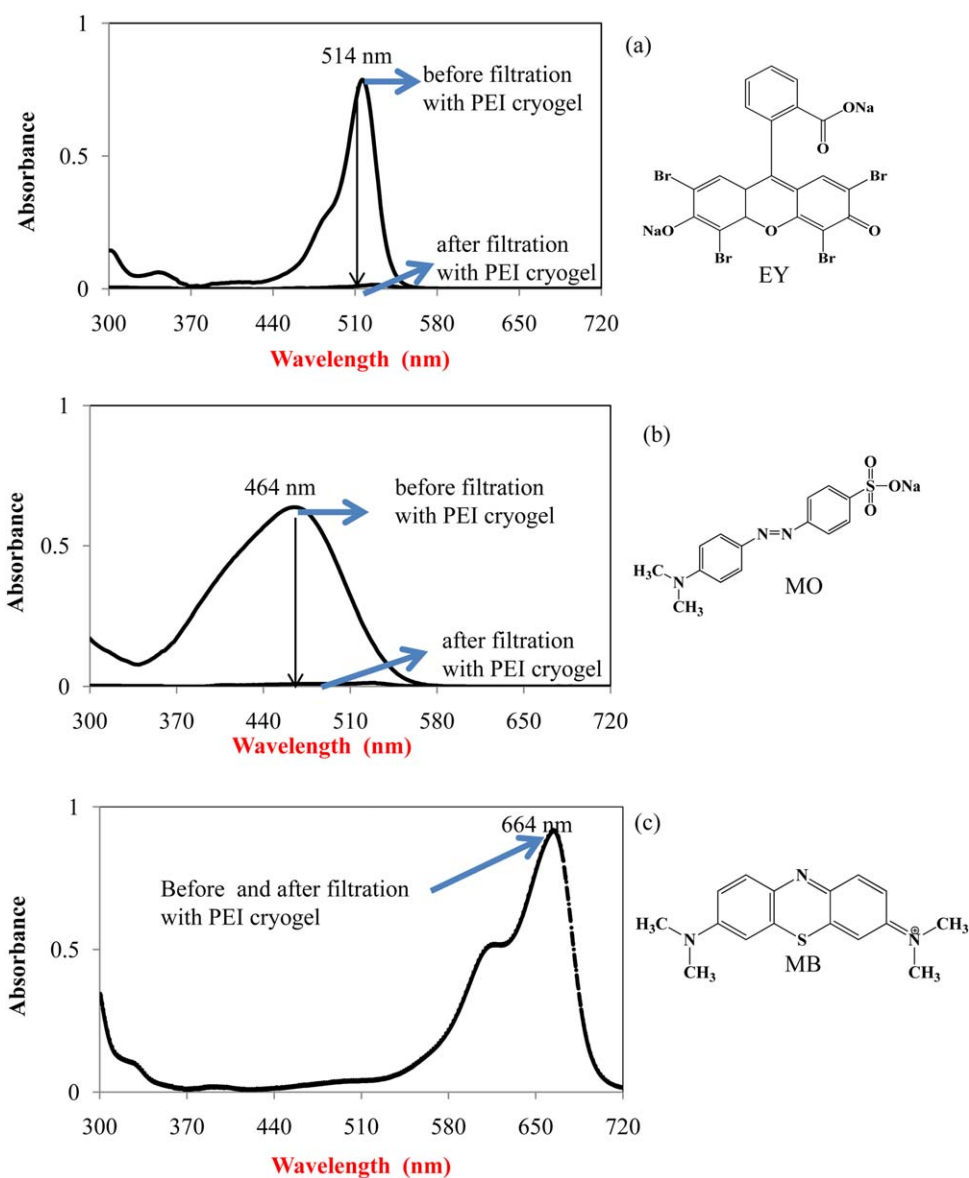 (a)
514 nm
before filtration
with PEI cryogel
after filtration
with PEI cryogel
Absorbance
1
0.5
0
300 370 440 510 580 650 720
Wavelength (nm)
ONa
O
Br
Br
NaO
O
O
Br
Br
EY
(b)
464 nm
before filtration
with PEI cryogel
after filtration
with PEI cryogel
Absorbance
1
0.5
0
300 370 440 510 580 650 720
Wavelength (nm)
O
S ONa
O
N=N
H₃C
N
CH₃
MO
(c)
664 nm
Before and after filtration
with PEI cryogel
Absorbance
1
0.5
0
300 370 440 510 580 650 720
Wavelength (nm)
N
H₃C N
S
N⊕ CH₃
CH₃
CH₃
MB